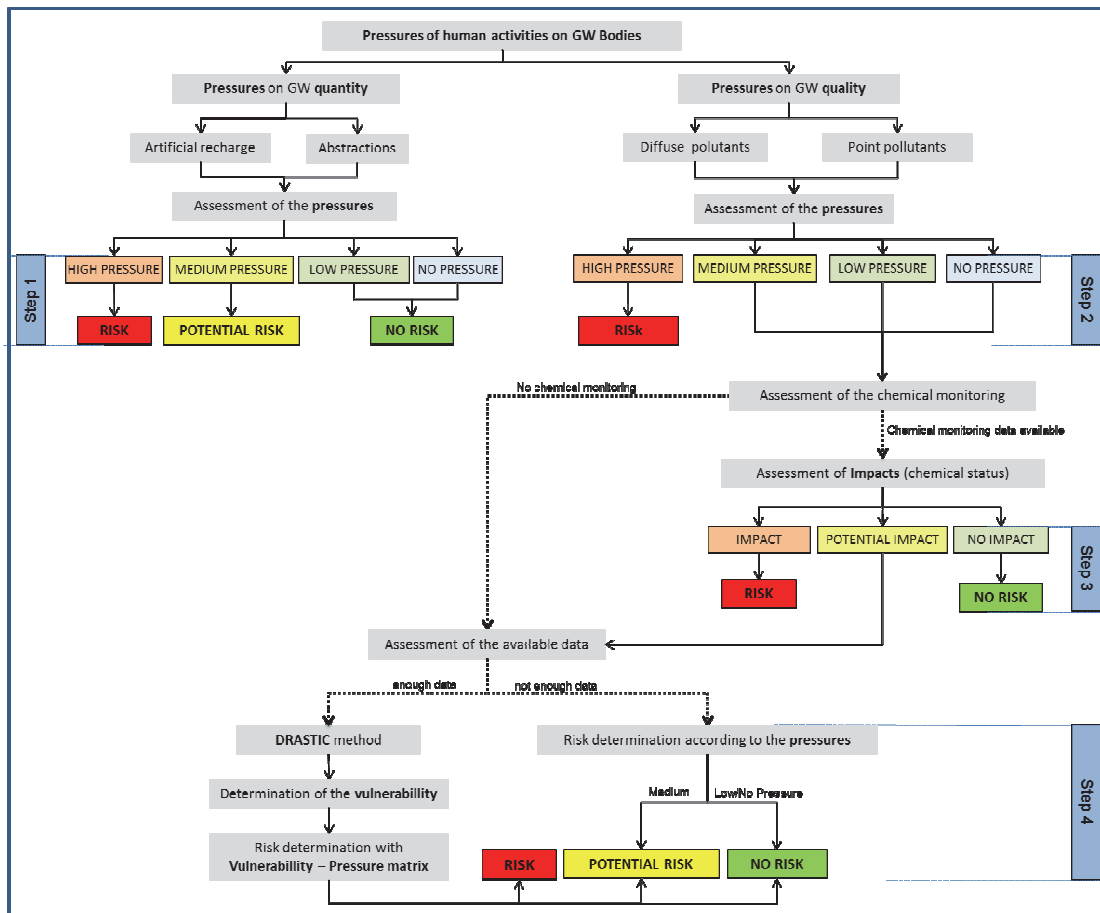 Pressures of human activities on GW Bodies
Pressures on GW quantity
Pressures on GW quality
Artificial recharge
Abstractions
Diffuse polutants
Point pollutants
Assessment of the pressures
Assessment of the pressures
Step 1
HIGH PRESSURE
MEDIUM PRESSURE
LOW PRESSURE
NO PRESSURE
HIGH PRESSURE
MEDIUM PRESSURE
LOW PRESSURE
NO PRESSURE
Step 2
RISK
POTENTIAL RISK
NO RISK
RISk
No chemical monitoring
Assessment of the chemical monitoring
Chemical monitoring data available
Assessment of Impacts (chemical status)
IMPACT
POTENTIAL IMPACT
NO IMPACT
Step 3
RISK
NO RISK
Assessment of the available data
enough data
not enough data
DRASTIC method
Risk determination according to the pressures
Determination of the vulnerabillity
Medium
Low/No Pressure
Step 4
Risk determination with
Vulnerabillity – Pressure matrix
RISK
POTENTIAL RISK
NO RISK